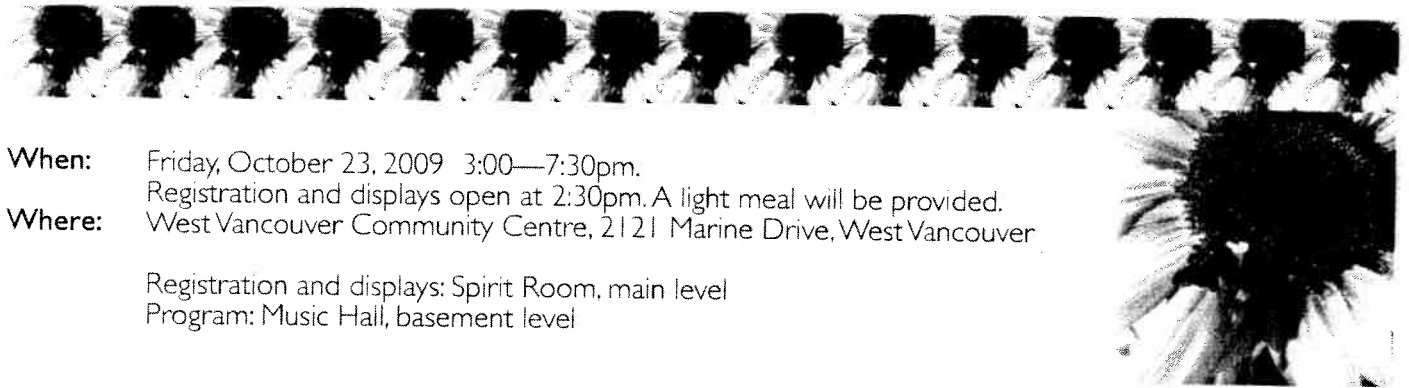 When: Friday, October 23, 2009 3:00—7:30pm.
Registration and displays open at 2:30pm. A light meal will be provided.
Where: West Vancouver Community Centre, 2121 Marine Drive, West Vancouver
Registration and displays: Spirit Room, main level
Program: Music Hall, basement level